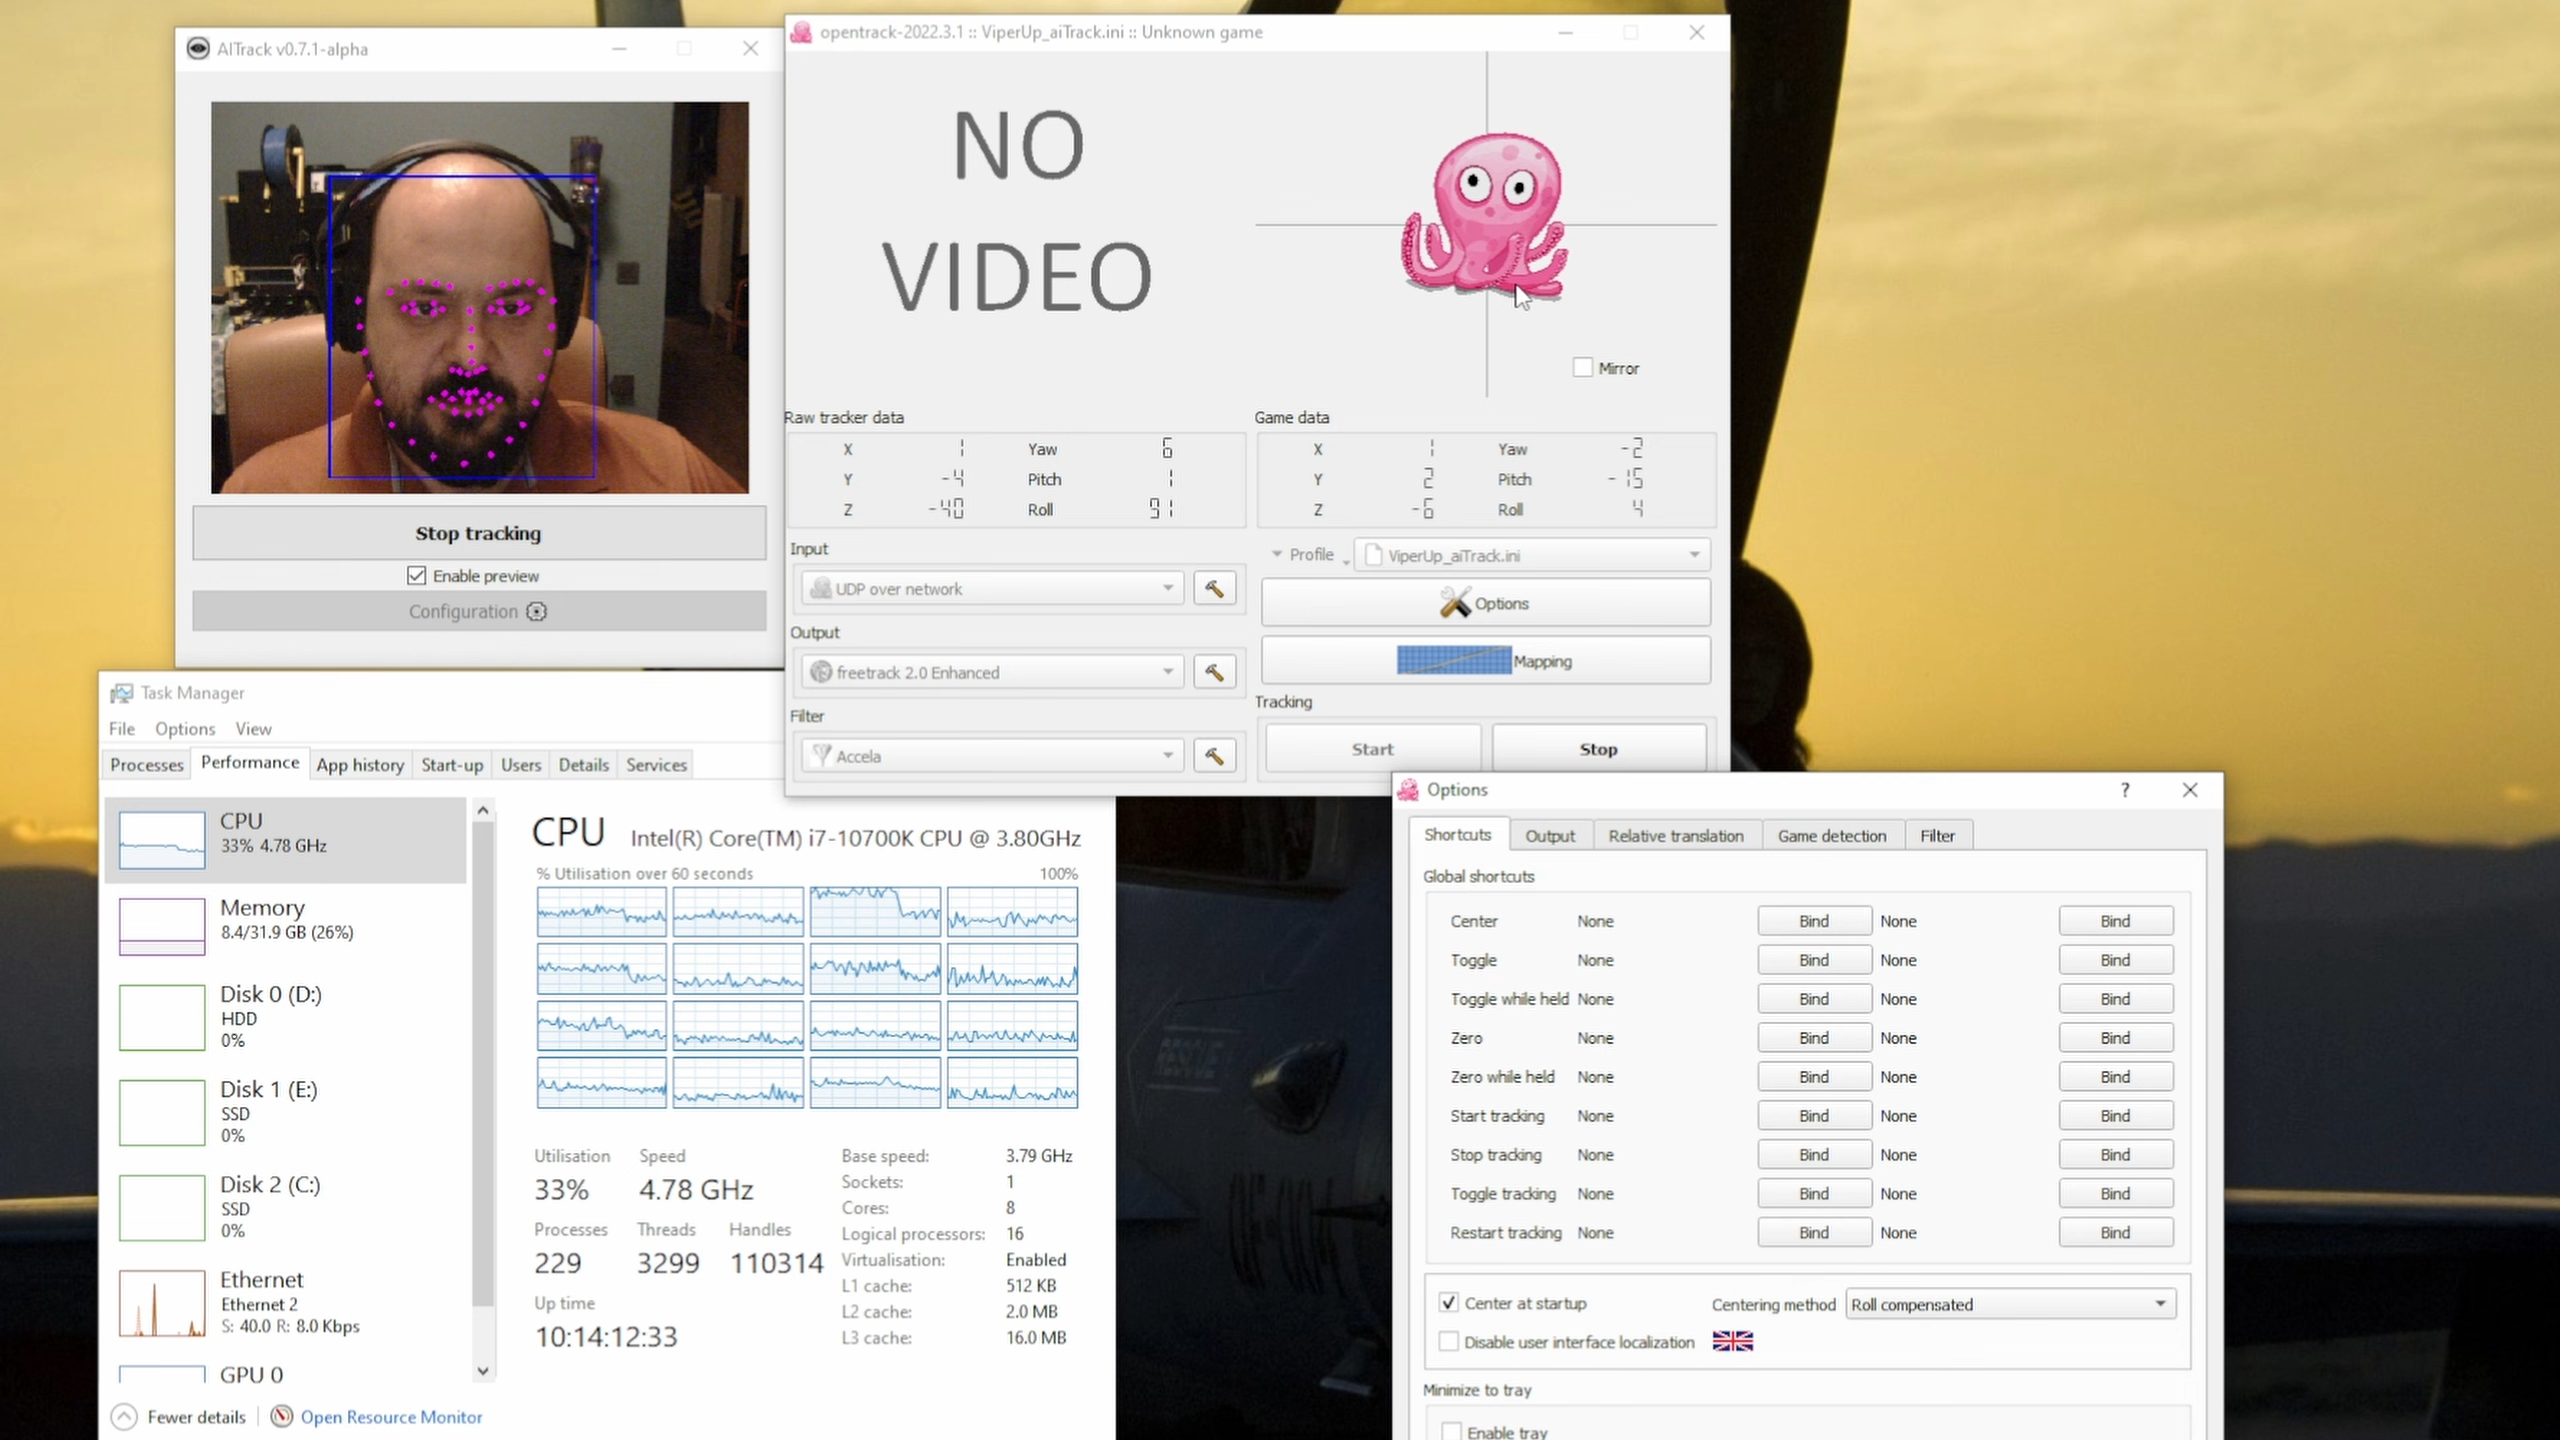 AITrack v0.7.1-alpha
Stop tracking
Enable preview
Configuration
opentrack-2022.3.1 :: ViperUp_aiTrack.ini :: Unknown game
NO
VIDEO
Mirror
Raw tracker data
X 1 Yaw 6
Y -4 Pitch 1
Z -40 Roll 91
Game data
X 1 Yaw -2
Y 2 Pitch -15
Z -6 Roll 4
Input
UDP over network
Output
freetrack 2.0 Enhanced
Filter
Accela
Profile ViperUp_aiTrack.ini
Options
Mapping
Tracking
Start Stop
Task Manager
File Options View
Processes Performance App history Start-up Users Details Services
CPU
33% 4.78 GHz
Memory
8.4/31.9 GB (26%)
Disk 0 (D:)
HDD
0%
Disk 1 (E:)
SSD
0%
Disk 2 (C:)
SSD
0%
Ethernet
Ethernet 2
S: 40.0 R: 8.0 Kbps
GPU 0
Fewer details Open Resource Monitor
CPU Intel(R) Core(TM) i7-10700K CPU @ 3.80GHz
% Utilisation over 60 seconds 100%
Utilisation Speed
33% 4.78 GHz
Processes Threads Handles
229 3299 110314
Up time
10:14:12:33
Base speed: 3.79 GHz
Sockets: 1
Cores: 8
Logical processors: 16
Virtualisation: Enabled
L1 cache: 512 KB
L2 cache: 2.0 MB
L3 cache: 16.0 MB
Options ?
Shortcuts Output Relative translation Game detection Filter
Global shortcuts
Center None Bind None Bind
Toggle None Bind None Bind
Toggle while held None Bind None Bind
Zero None Bind None Bind
Zero while held None Bind None Bind
Start tracking None Bind None Bind
Stop tracking None Bind None Bind
Toggle tracking None Bind None Bind
Restart tracking None Bind None Bind
Center at startup Centering method Roll compensated
Disable user interface localization
Minimize to tray
Enable tray